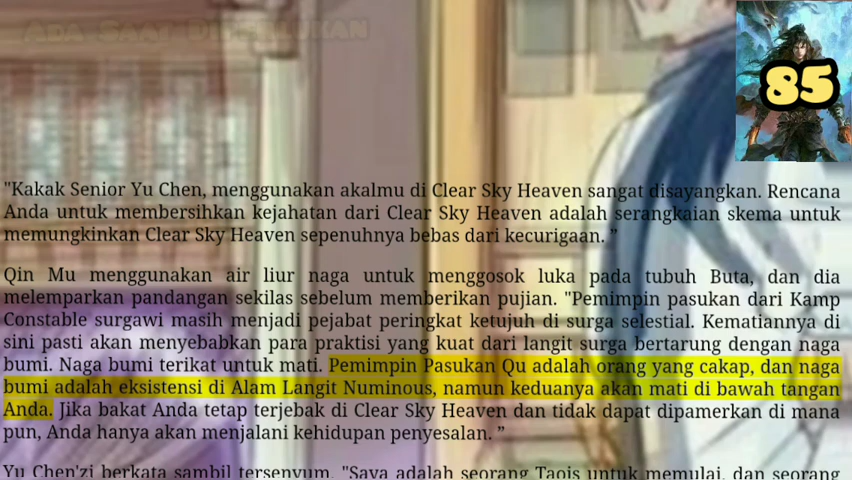 Ada Saat Diperlukan
85
"Kakak Senior Yu Chen, menggunakan akalmu di Clear Sky Heaven sangat disayangkan. Rencana
Anda untuk membersihkan kejahatan dari Clear Sky Heaven adalah serangkaian skema untuk
memungkinkan Clear Sky Heaven sepenuhnya bebas dari kecurigaan. ”
Qin Mu menggunakan air liur naga untuk menggosok luka pada tubuh Buta, dan dia
melemparkan pandangan sekilas sebelum memberikan pujian. "Pemimpin pasukan dari Kamp
Constable surgawi masih menjadi pejabat peringkat ketujuh di surga selestial. Kematiannya di
sini pasti akan menyebabkan para praktisi yang kuat dari langit surga bertarung dengan naga
bumi. Naga bumi terikat untuk mati. Pemimpin Pasukan Qu adalah orang yang cakap, dan naga
bumi adalah eksistensi di Alam Langit Numinous, namun keduanya akan mati di bawah tangan
Anda. Jika bakat Anda tetap terjebak di Clear Sky Heaven dan tidak dapat dipamerkan di mana
pun, Anda hanya akan menjalani kehidupan penyesalan. ”
Yu Chen'zi berkata sambil tersenyum, "Saya adalah seorang Taois untuk memulai, dan seorang